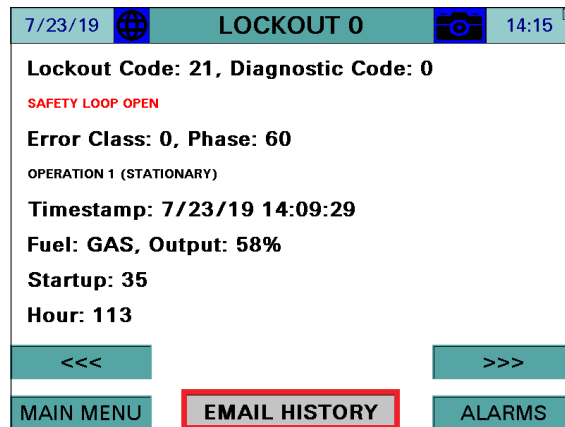 7/23/19 LOCKOUT 0 14:15
Lockout Code: 21, Diagnostic Code: 0
SAFETY LOOP OPEN
Error Class: 0, Phase: 60
OPERATION 1 (STATIONARY)
Timestamp: 7/23/19 14:09:29
Fuel: GAS, Output: 58%
Startup: 35
Hour: 113
<<< >>>
MAIN MENU EMAIL HISTORY ALARMS